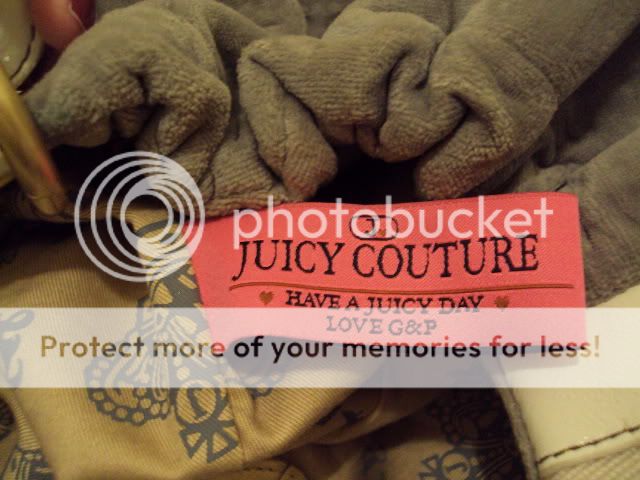 photobucket
JUICY COUTURE
HAVE A JUICY DAY
LOVE G&P
Protect more of your memories for less!